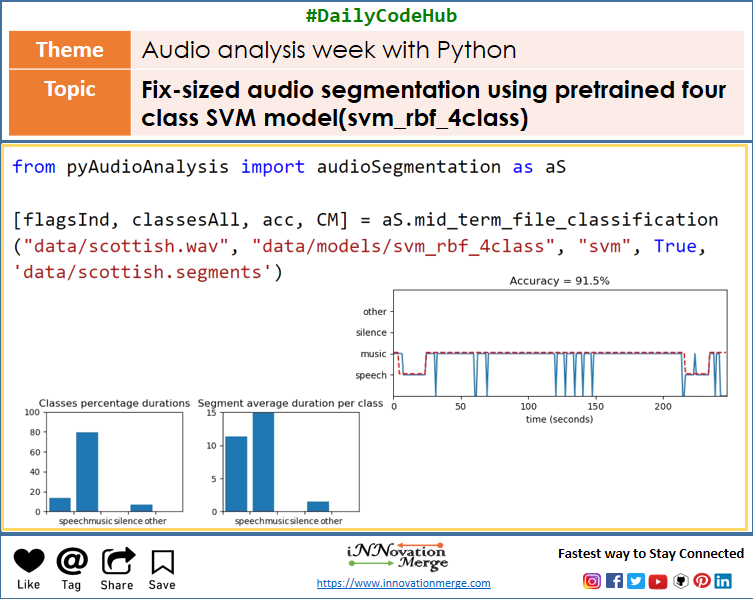 #DailyCodeHub
Theme
Audio analysis week with Python
Topic
Fix-sized audio segmentation using pretrained four
class SVM model(svm_rbf_4class)
from pyAudioAnalysis import audioSegmentation as aS
[flagsInd, classesAll, acc, CM] = aS.mid_term_file_classification
("data/scottish.wav", "data/models/svm_rbf_4class", "svm", True,
'data/scottish.segments')
Accuracy = 91.5%
other
silence
music
speech
0 50 100 150 200
time (seconds)
Classes percentage durations
100
80
60
40
20
0
speech music silence other
Segment average duration per class
15
10
5
0
speech music silence other
Like
Tag
Share
Save
iNNovation
Merge
https://www.innovationmerge.com
Fastest way to Stay Connected